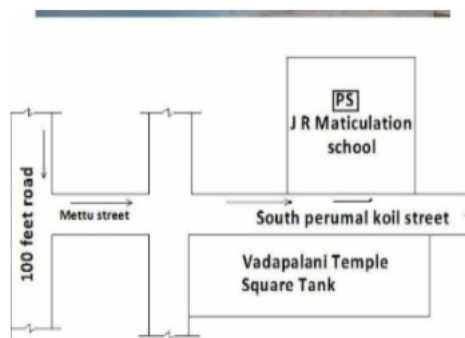 PS
J R Maticulation
school
100 feet road
Mettu street
South perumal koil street
Vadapalani Temple
Square Tank